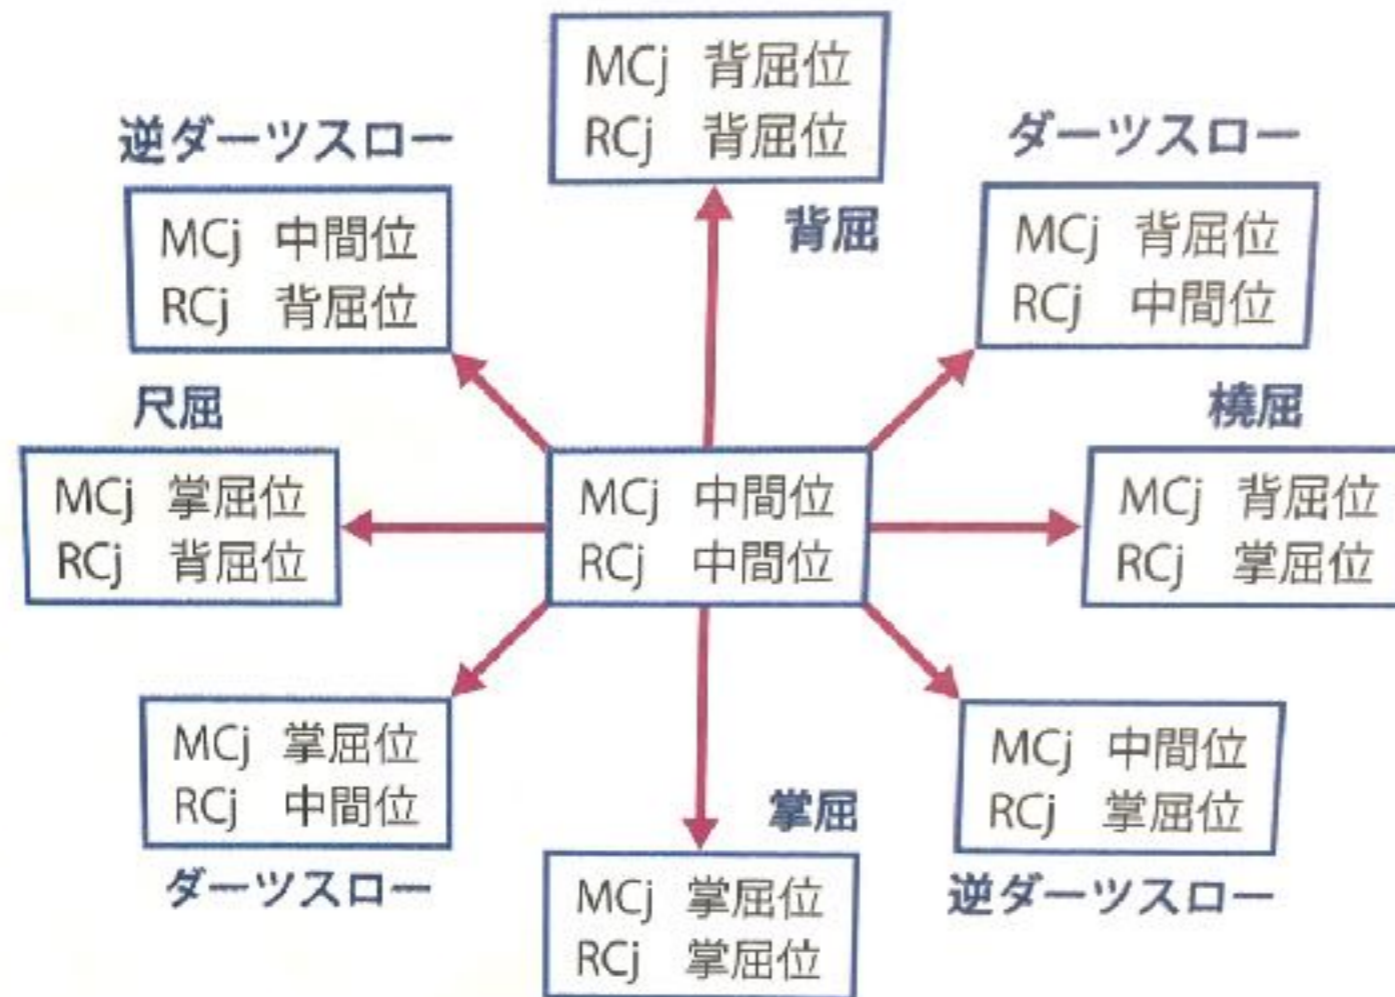 MCj 背屈位
RCj 背屈位
背屈
逆ダーツスロー
MCj 中間位
RCj 背屈位
ダーツスロー
MCj 背屈位
RCj 中間位
尺屈
MCj 掌屈位
RCj 背屈位
MCj 中間位
RCj 中間位
橈屈
MCj 背屈位
RCj 掌屈位
MCj 掌屈位
RCj 中間位
ダーツスロー
掌屈
MCj 掌屈位
RCj 掌屈位
MCj 中間位
RCj 掌屈位
逆ダーツスロー